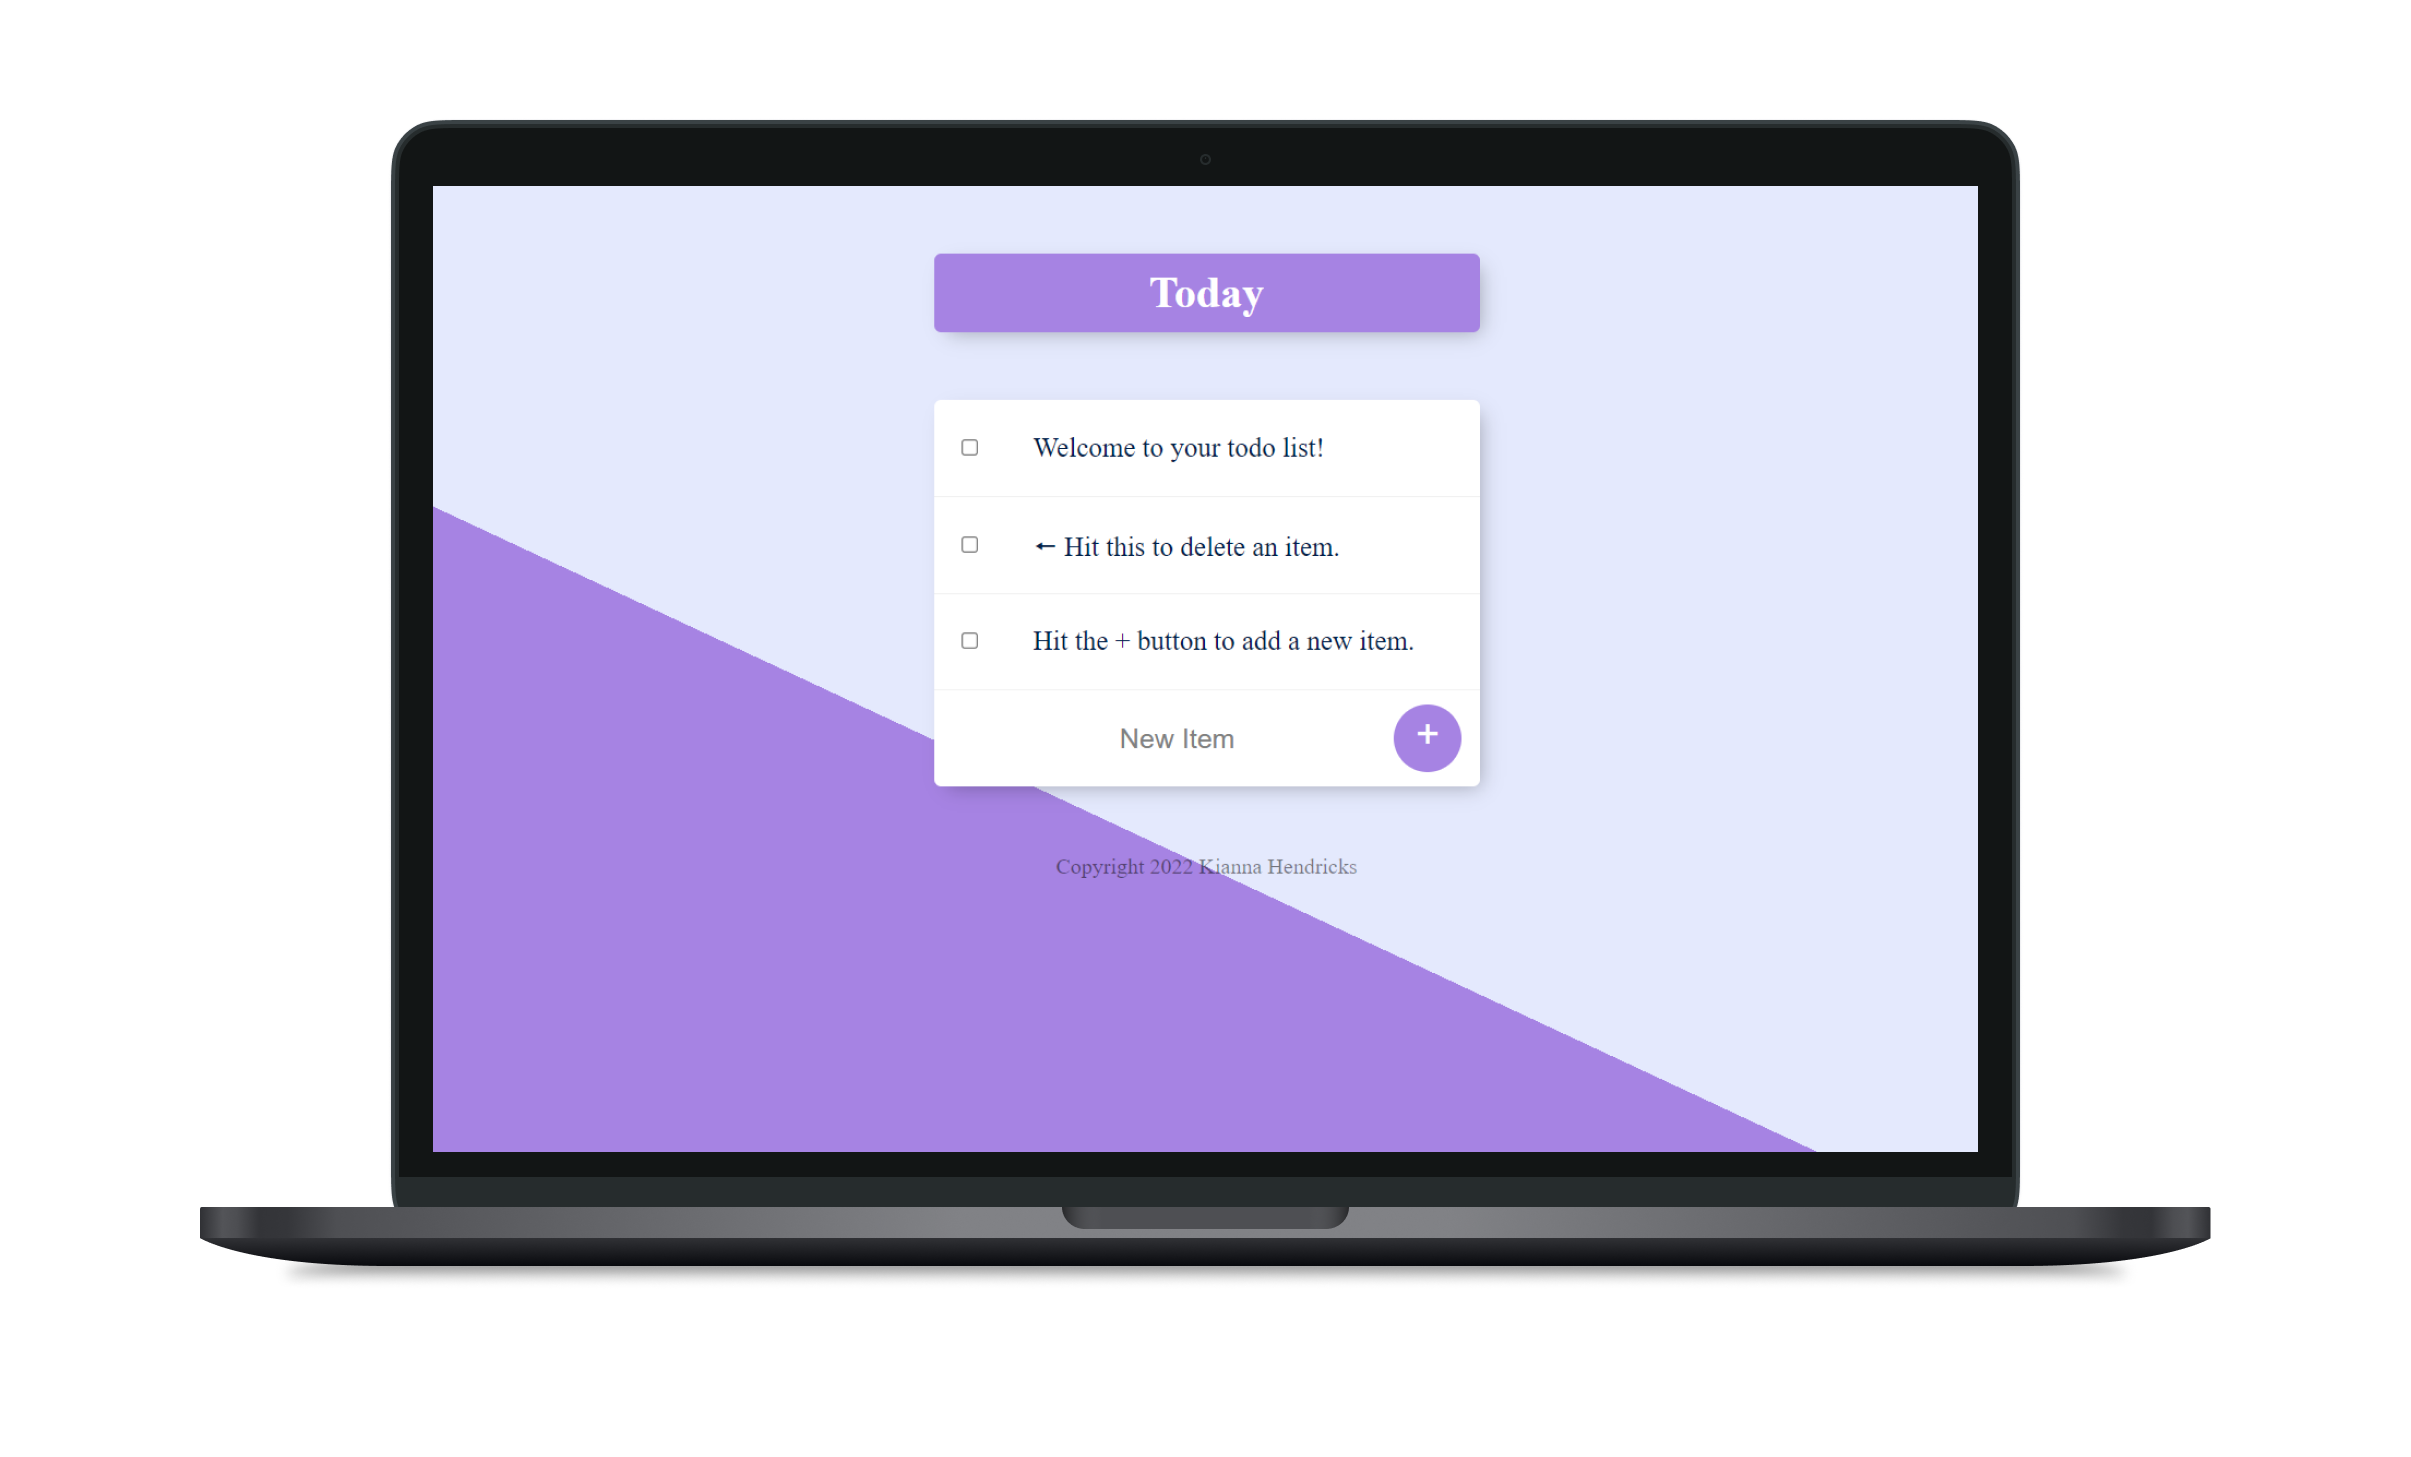 Today
Welcome to your todo list!
← Hit this to delete an item.
Hit the + button to add a new item.
New Item +
Copyright 2022 Kianna Hendricks